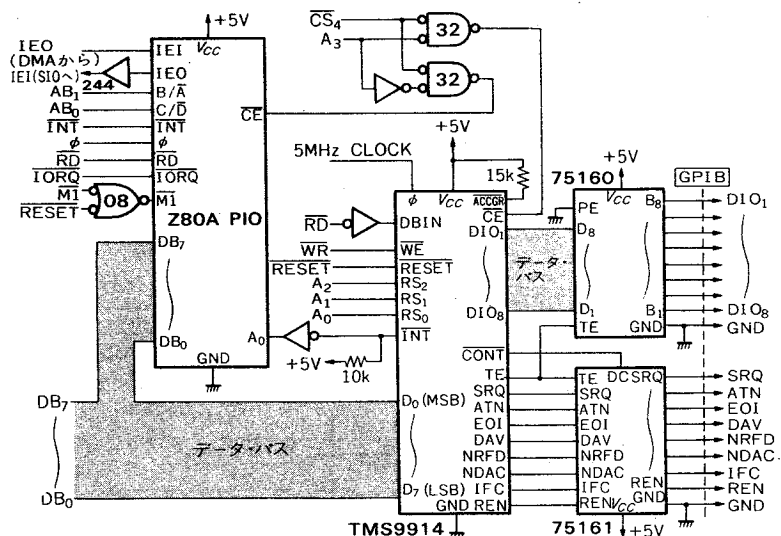 +5V
IEO
(DMAから)
IEI(SIOへ)
244
AB1
AB0
INT
φ
RD
IORQ
M1
RESET
08
VCC
IEI
IEO
B/A
C/D
INT
φ
RD
IORQ
M1
CE
Z80A PIO
DB7
DB0
A0
GND
CS4
A3
32
32
5MHz CLOCK
+5V
15k
RD
WR
RESET
A2
A1
A0
+5V
10k
φ
VCC
ACCGR
CE
DBIN
WE
RESET
RS2
RS1
RS0
INT
DIO1
DIO8
CONT
TE
SRQ
ATN
EOI
DAV
NRFD
NDAC
IFC
REN
GND
D0(MSB)
D7(LSB)
TMS9914
データ・バス
DB7
DB0
データ・バス
75160
+5V
VCC
PE
D8
D1
TE
B8
B1
GND
GPIB
DIO1
DIO8
GND
TE
DC
SRQ
SRQ
ATN
EOI
DAV
NRFD
NDAC
IFC
REN
VCC
REN
GND
75161
+5V
SRQ
ATN
EOI
DAV
NRFD
NDAC
IFC
REN
GND